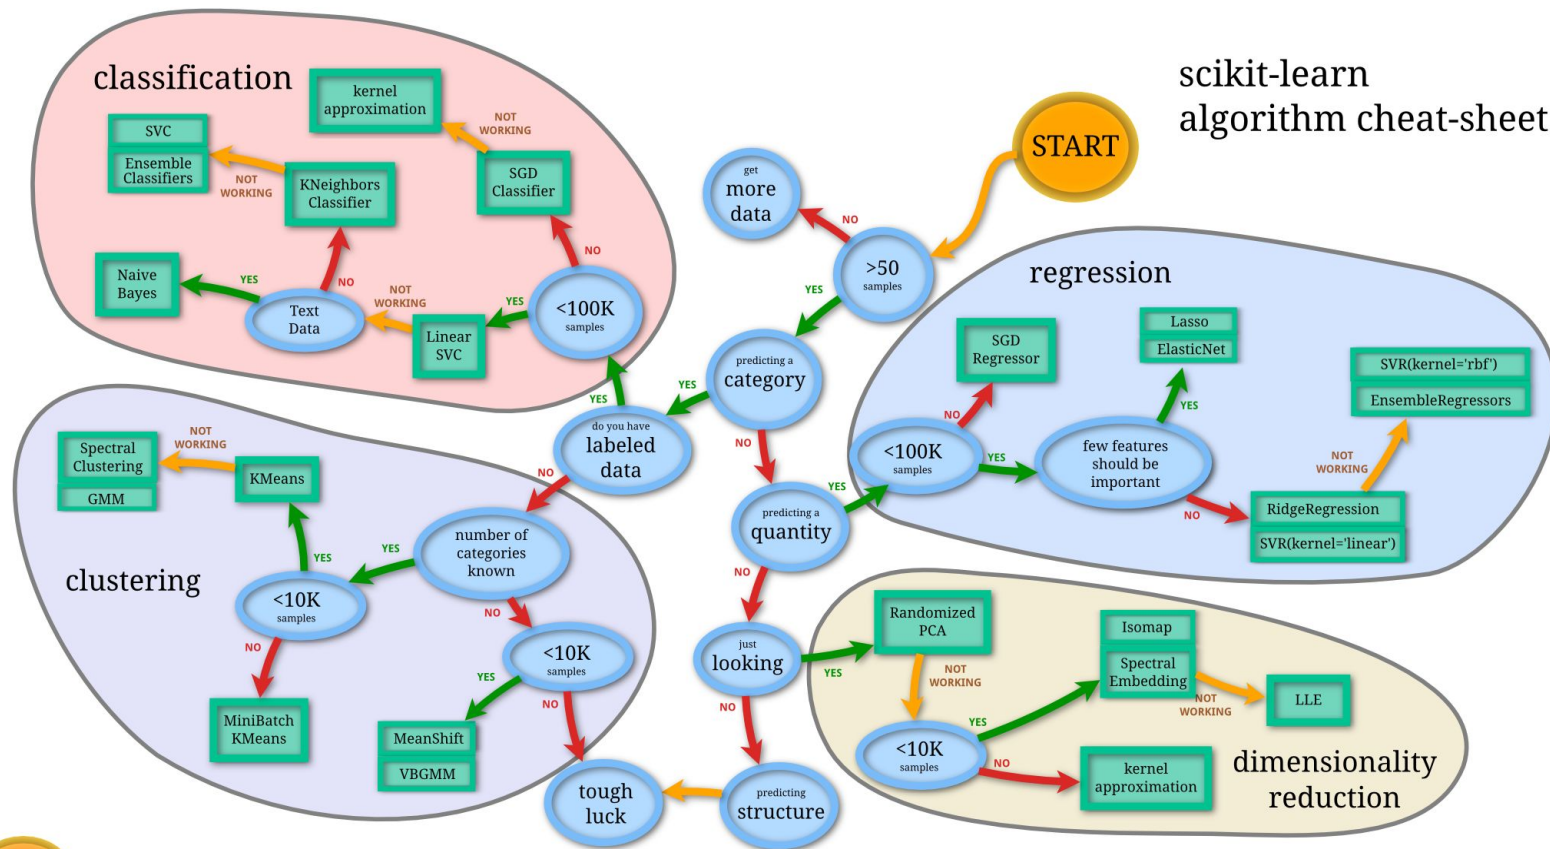 scikit-learn
algorithm cheat-sheet
START
get
more
data
NO
>50
samples
YES
predicting a
category
YES
NO
do you have
labeled
data
YES
NO
predicting a
quantity
YES
NO
just
looking
YES
NO
predicting
structure
tough
luck
classification
kernel
approximation
NOT
WORKING
SVC
Ensemble
Classifiers
NOT
WORKING
KNeighbors
Classifier
SGD
Classifier
NO
Naive
Bayes
YES
NO
Text
Data
NOT
WORKING
Linear
SVC
YES
<100K
samples
regression
SGD
Regressor
Lasso
ElasticNet
SVR(kernel='rbf')
EnsembleRegressors
NO
YES
<100K
samples
YES
few features
should be
important
NOT
WORKING
NO
RidgeRegression
SVR(kernel='linear')
clustering
Spectral
Clustering
GMM
NOT
WORKING
KMeans
number of
categories
known
YES
YES
<10K
samples
NO
NO
<10K
samples
YES
NO
MiniBatch
KMeans
MeanShift
VBGMM
dimensionality
reduction
Randomized
PCA
NOT
WORKING
Isomap
Spectral
Embedding
NOT
WORKING
LLE
YES
<10K
samples
NO
kernel
approximation